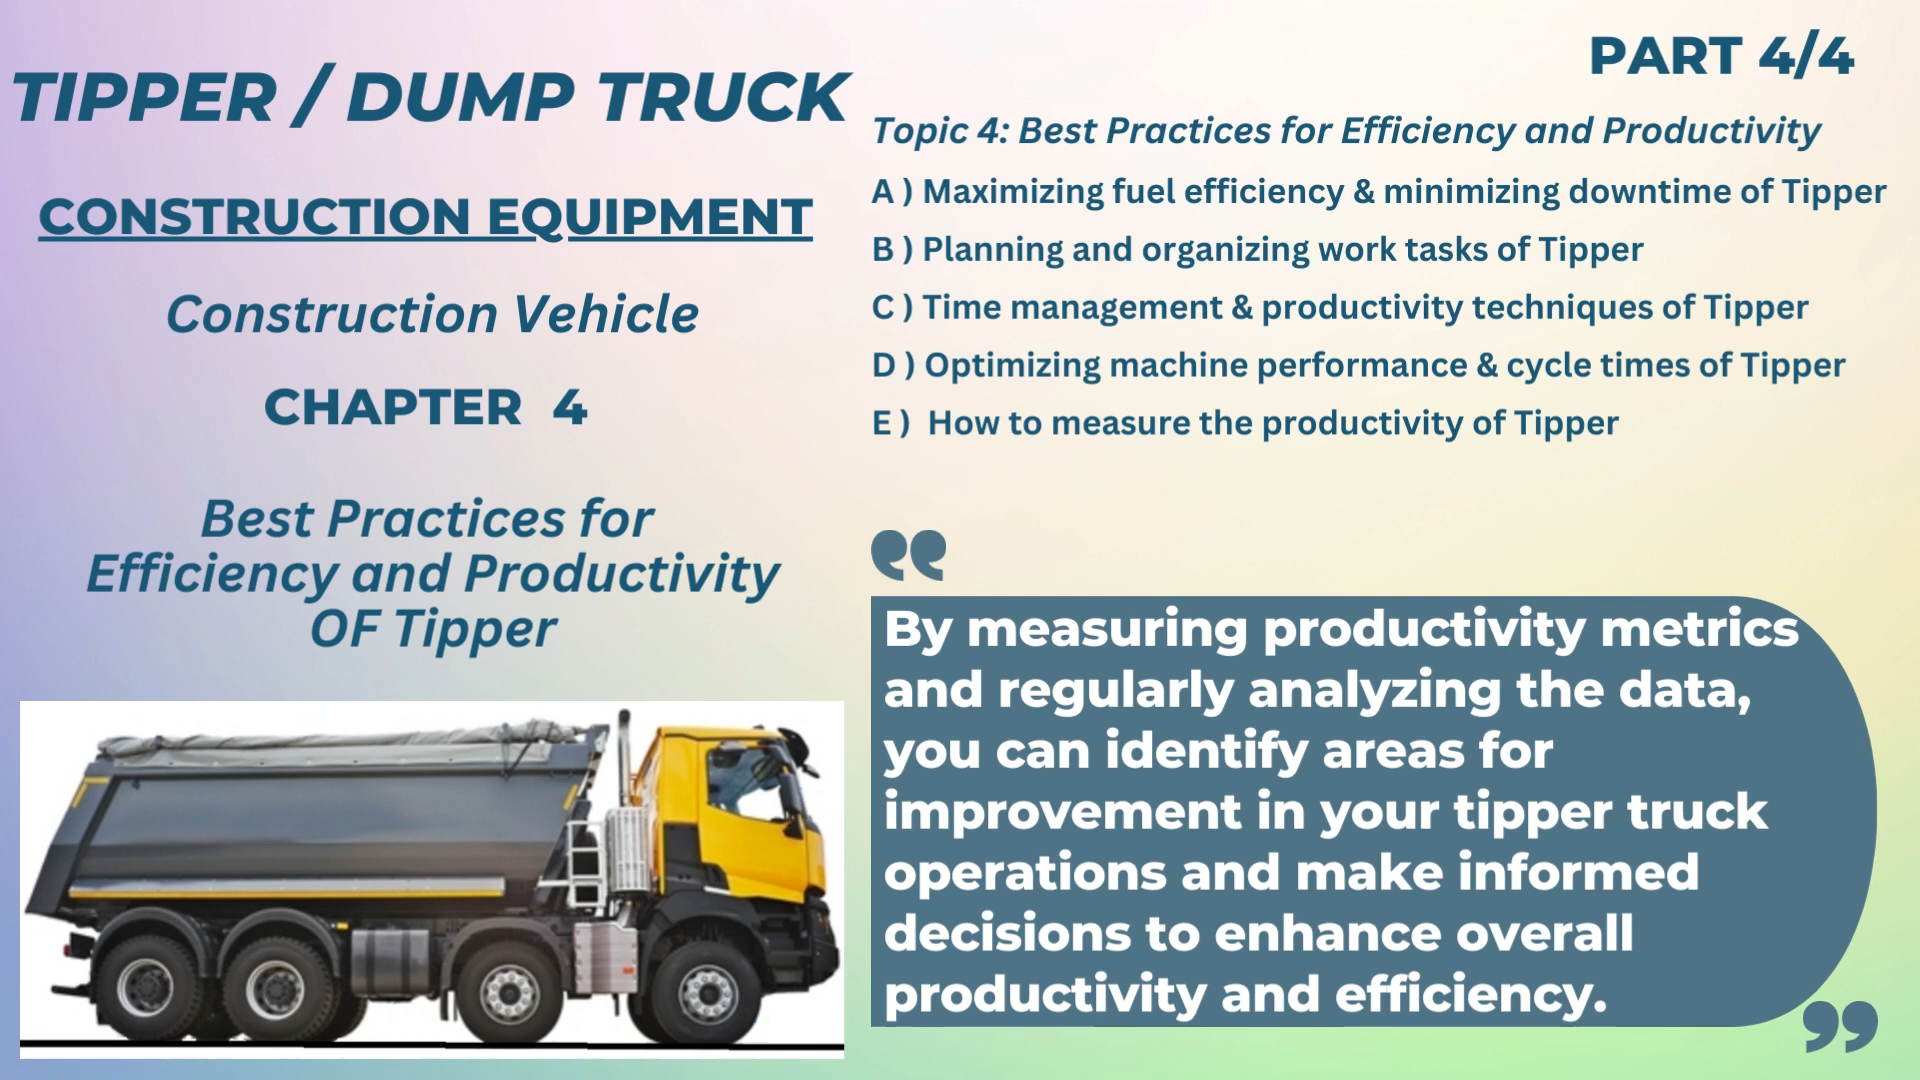 TIPPER / DUMP TRUCK
CONSTRUCTION EQUIPMENT
Construction Vehicle
CHAPTER 4
Best Practices for
Efficiency and Productivity
OF Tipper
PART 4/4
Topic 4: Best Practices for Efficiency and Productivity
A ) Maximizing fuel efficiency & minimizing downtime of Tipper
B ) Planning and organizing work tasks of Tipper
C ) Time management & productivity techniques of Tipper
D ) Optimizing machine performance & cycle times of Tipper
E ) How to measure the productivity of Tipper
“
By measuring productivity metrics
and regularly analyzing the data,
you can identify areas for
improvement in your tipper truck
operations and make informed
decisions to enhance overall
productivity and efficiency.
”